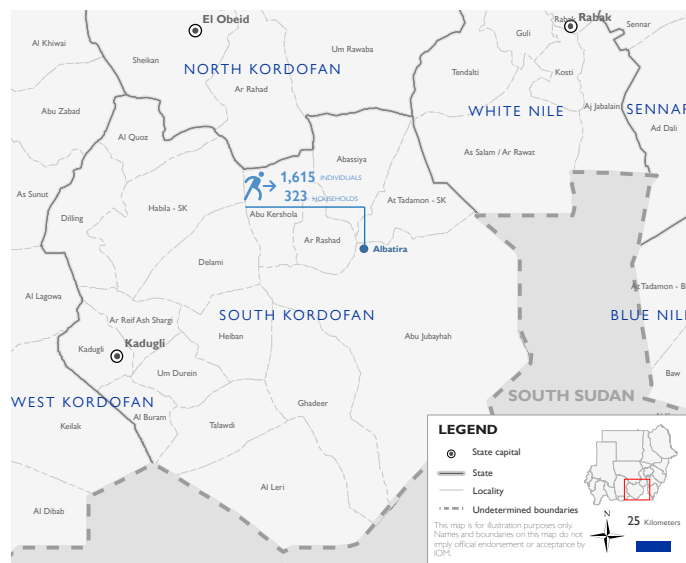 El Obeid
Rabak
Rabak
Sennar
Guli
Al Khiwai
Um Rawaba
Sheikan
NORTH KORDOFAN
Tendalti
Kosti
Ar Rahad
Abu Zabad
WHITE NILE
Aj Jabalain
SENNAR
Ad Dali
Al Quoz
As Salam / Ar Rawat
Abassiya
1,615 INDIVIDUALS
323 HOUSEHOLDS
As Sunut
Habila - SK
At Tadamon - SK
Dilling
Abu Kershola
Ar Rashad
Albatira
Delami
At Tadamon - B
Al Lagowa
SOUTH KORDOFAN
BLUE NIL
Ar Reif Ash Shargi
Heiban
Abu Jubayhah
Kadugli
Kadugli
Um Durein
Baw
SOUTH SUDAN
WEST KORDOFAN
Ghadeer
Al Buram
Keilak
Talawdi
Al Leri
Al Dibab
LEGEND
State capital
State
Locality
Undetermined boundaries
This map is for illustration purposes only.
Names and boundaries on this map do not
imply official endorsement or acceptance by
IOM.
N
25 Kilometers